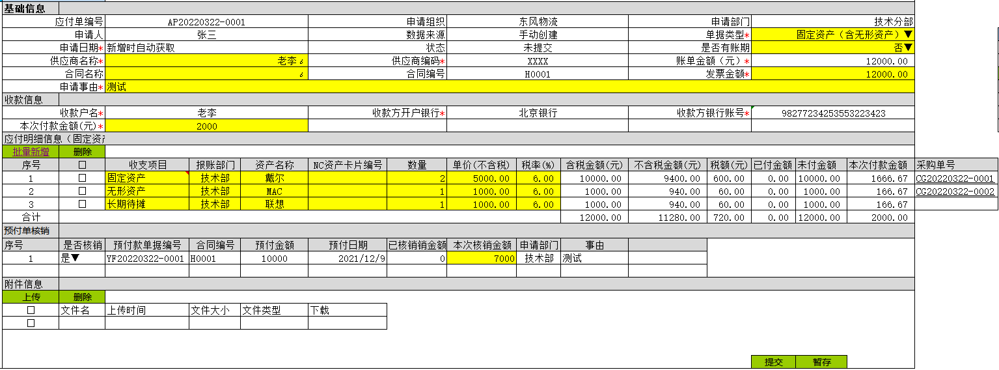 基础信息
应付单编号 AP20220322-0001 申请组织 东风物流 申请部门 技术分部
申请人 张三 数据来源 手动创建 单据类型* 固定资产（含无形资产）▼
申请日期* 新增时自动获取 状态 未提交 是否有账期 否▼
供应商名称* 老李 供应商编码* XXXX 账单金额（元）* 12000.00
合同名称 合同编号 H0001 发票金额* 12000.00
申请事由* 测试
收款信息
收款户名* 老李 收款方开户银行* 北京银行 收款方银行账号* 98277234253553223423
本次付款金额(元)* 2000
应付明细信息（固定资产
批量新增 删除
序号 □ 收支项目 报账部门 资产名称 NC资产卡片编号 数量 单价(不含税) 税率(%) 含税金额(元) 不含税金额(元) 税额(元) 已付金额 未付金额 本次付款金额 采购单号
1 □ 固定资产 技术部 戴尔 2 5000.00 6.00 10000.00 9400.00 600.00 0.00 10000.00 1666.67 CG20220322-0001
2 □ 无形资产 技术部 MAC 1 1000.00 6.00 1000.00 940.00 60.00 0.00 1000.00 166.67 CG20220322-0002
3 □ 长期待摊 技术部 联想 1 1000.00 6.00 1000.00 940.00 60.00 0.00 1000.00 166.67
合计 12000.00 11280.00 720.00 0.00 12000.00 2000.00
预付单核销
序号 是否核销 预付款单据编号 合同编号 预付金额 预付日期 已核销销金额 本次核销金额 申请部门 事由
1 是▼ YF20220322-0001 H0001 10000 2021/12/9 0 7000 技术部 测试
附件信息
上传 删除
□ 文件名 上传时间 文件大小 文件类型 下载
□
提交 暂存